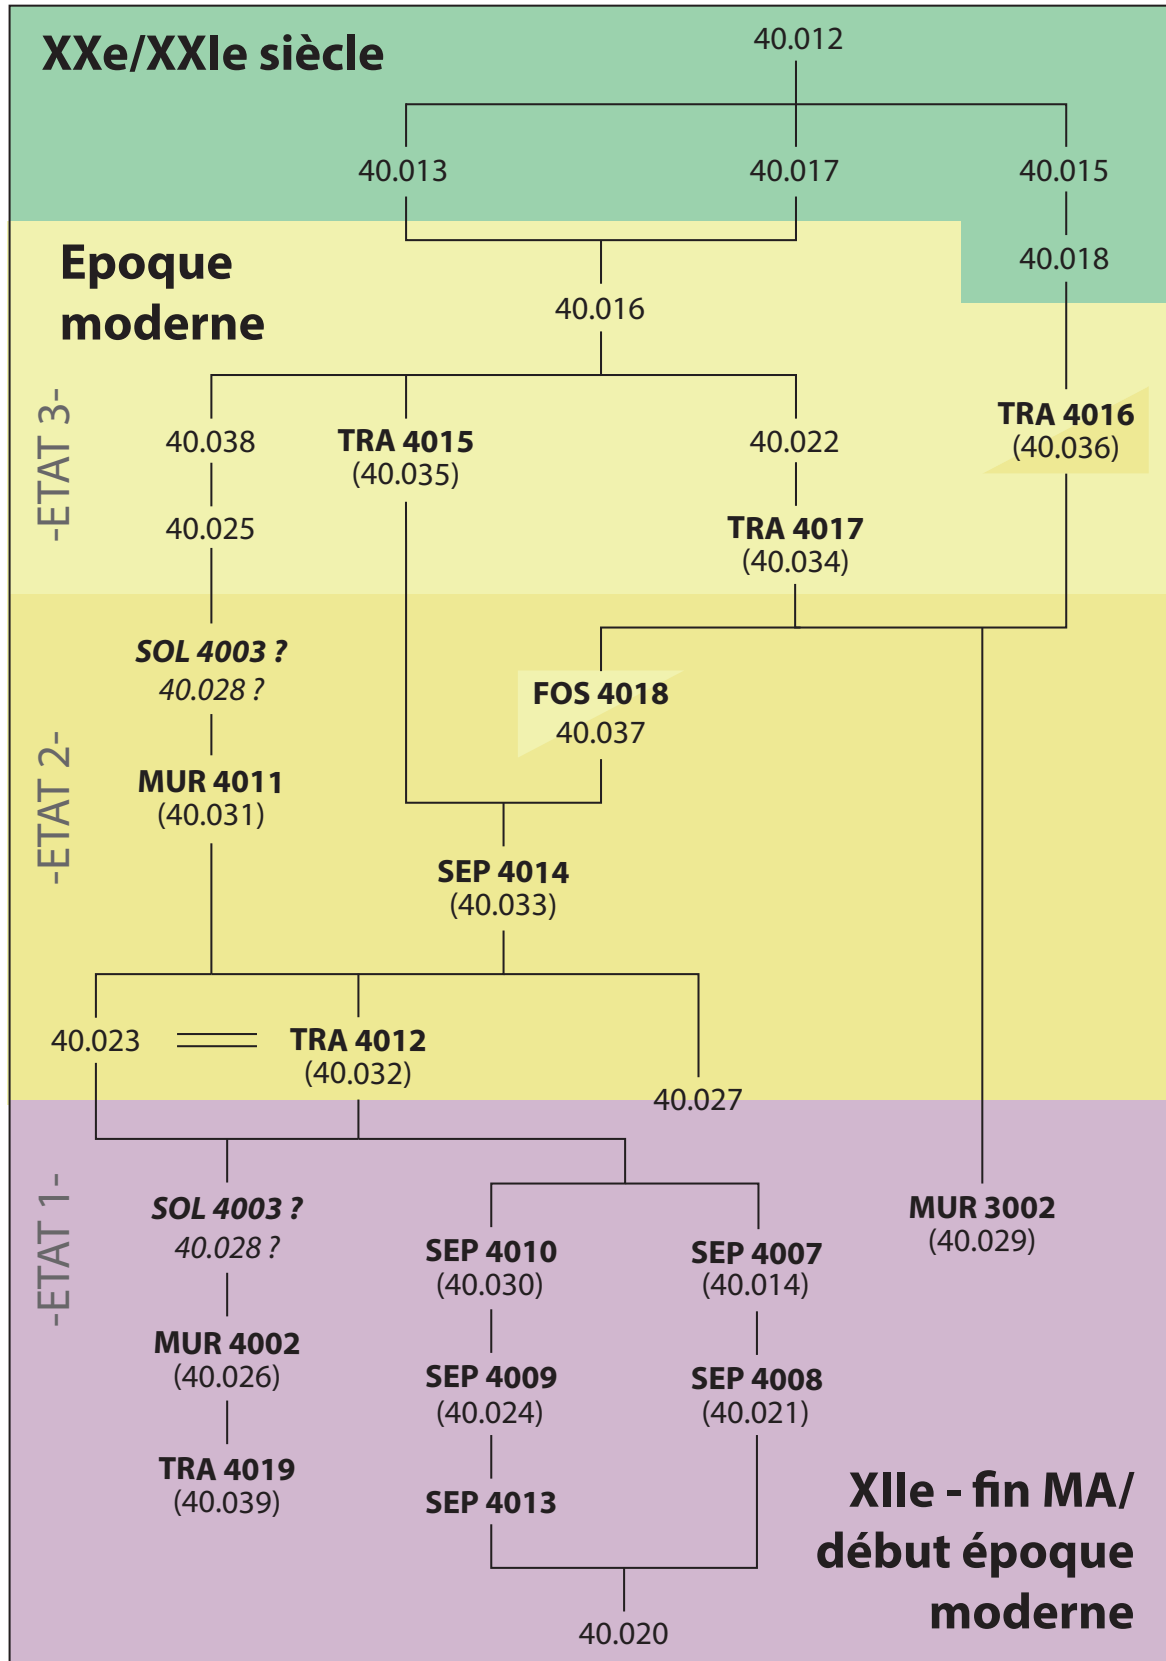 XXe/XXIe siècle
40.012
40.013
40.017
40.015
Epoque
moderne
40.018
40.016
-ETAT 3-
40.038
TRA 4015
(40.035)
40.022
TRA 4016
(40.036)
40.025
TRA 4017
(40.034)
-ETAT 2-
SOL 4003 ?
40.028 ?
FOS 4018
40.037
MUR 4011
(40.031)
SEP 4014
(40.033)
40.023
TRA 4012
(40.032)
40.027
-ETAT 1-
SOL 4003 ?
40.028 ?
SEP 4010
(40.030)
SEP 4007
(40.014)
MUR 3002
(40.029)
MUR 4002
(40.026)
SEP 4009
(40.024)
SEP 4008
(40.021)
TRA 4019
(40.039)
SEP 4013
XIIe - fin MA/
début époque
moderne
40.020